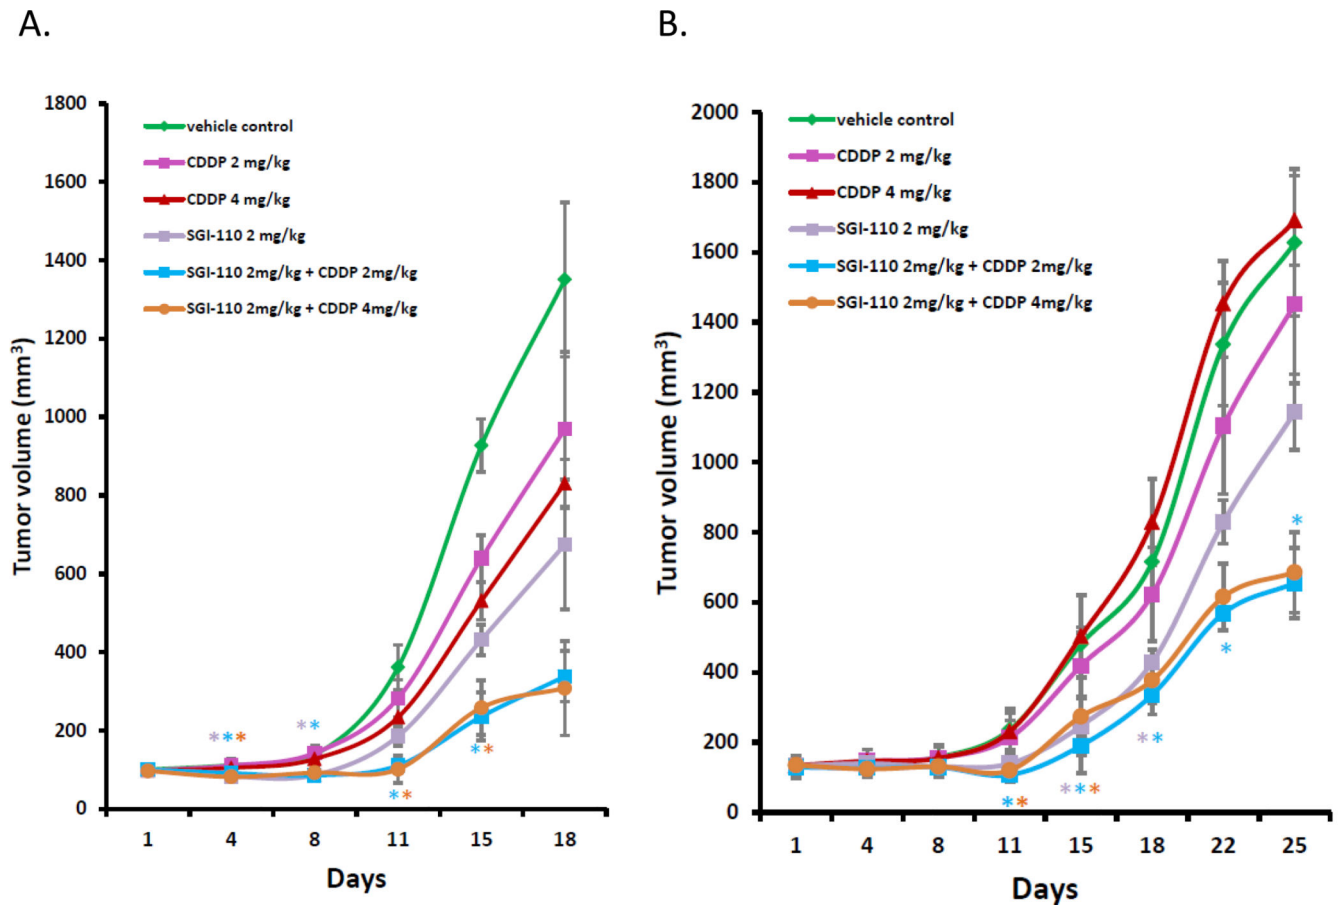 A.
1800
1600
1400
1200
1000
800
600
400
200
0
Tumor volume (mm³)
vehicle control
CDDP 2 mg/kg
CDDP 4 mg/kg
SGI-110 2 mg/kg
SGI-110 2mg/kg + CDDP 2mg/kg
SGI-110 2mg/kg + CDDP 4mg/kg
***
**
**
**
1 4 8 11 15 18
Days
B.
2000
1800
1600
1400
1200
1000
800
600
400
200
0
Tumor volume (mm³)
vehicle control
CDDP 2 mg/kg
CDDP 4 mg/kg
SGI-110 2 mg/kg
SGI-110 2mg/kg + CDDP 2mg/kg
SGI-110 2mg/kg + CDDP 4mg/kg
*
*
**
***
**
1 4 8 11 15 18 22 25
Days